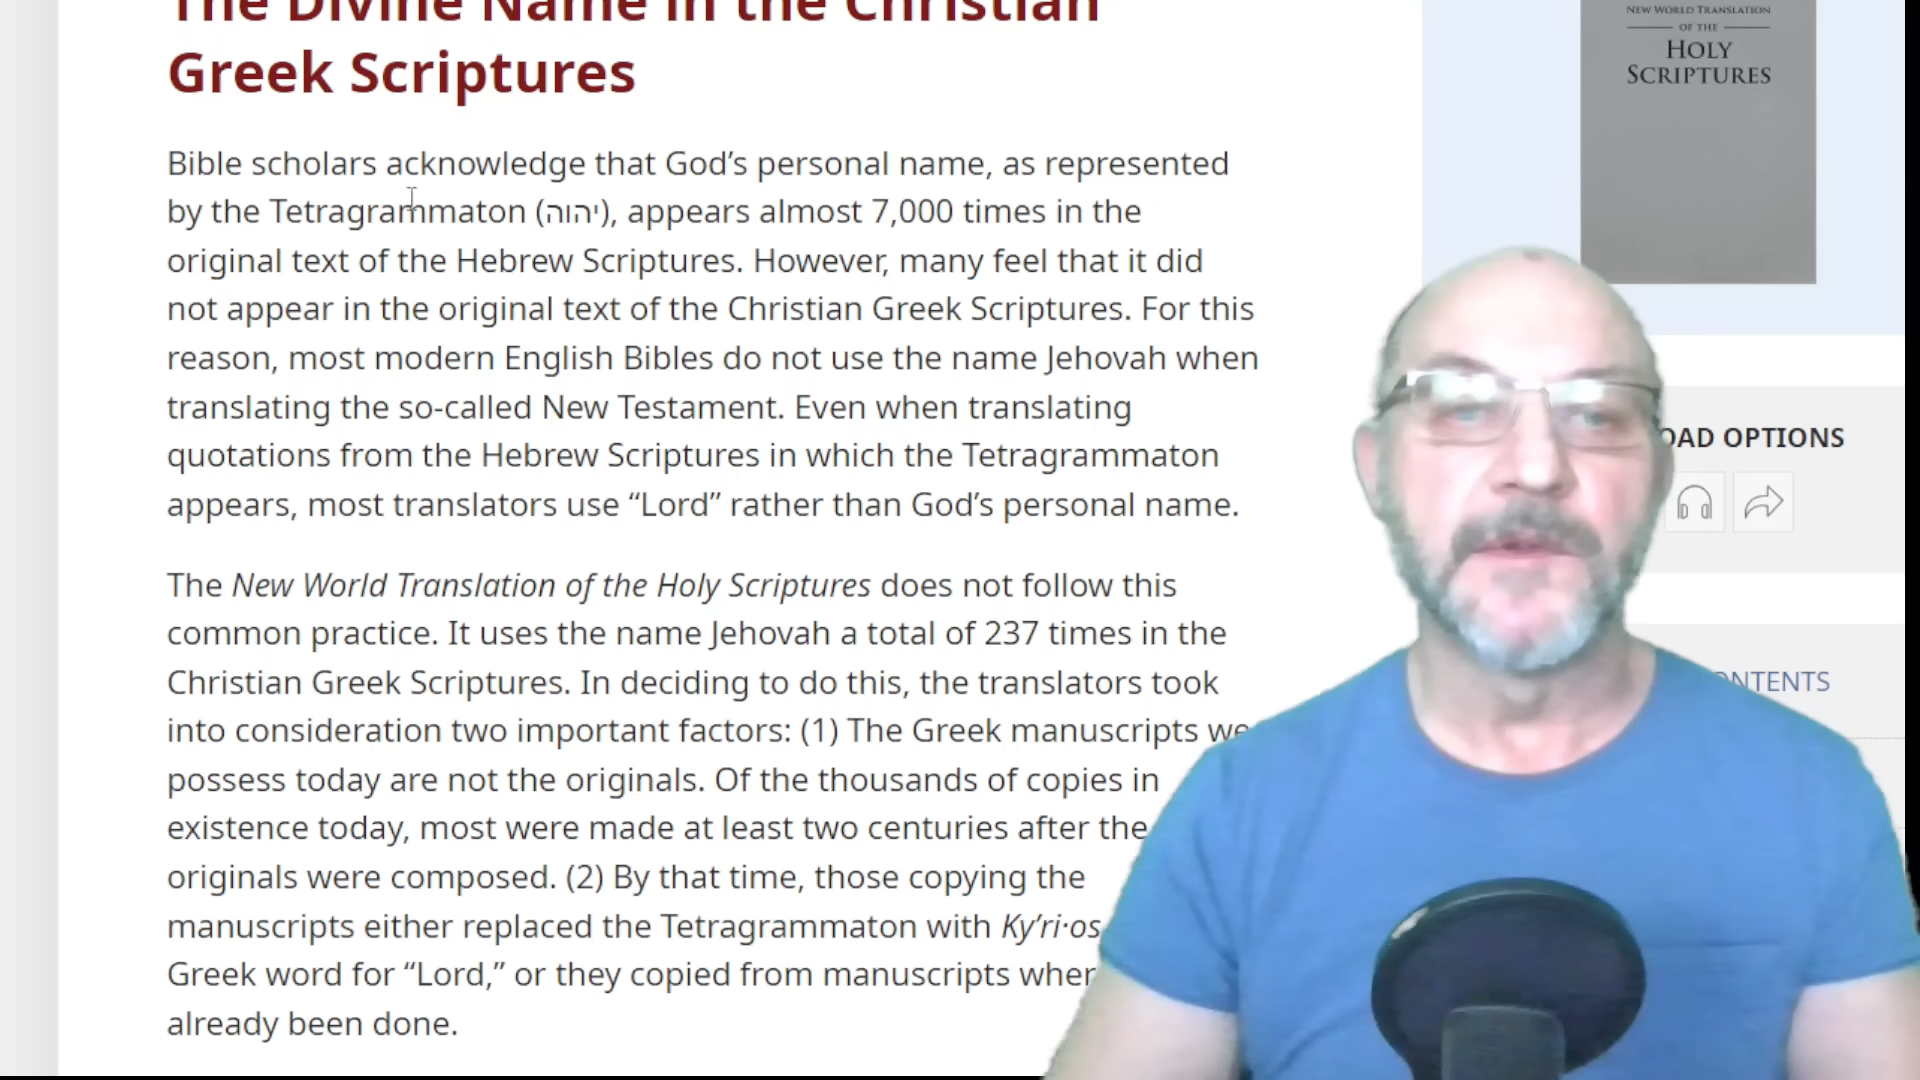 The Divine Name in the Christian
Greek Scriptures
Bible scholars acknowledge that God’s personal name, as represented
by the Tetragrammaton (יהוה), appears almost 7,000 times in the
original text of the Hebrew Scriptures. However, many feel that it did
not appear in the original text of the Christian Greek Scriptures. For this
reason, most modern English Bibles do not use the name Jehovah when
translating the so-called New Testament. Even when translating
quotations from the Hebrew Scriptures in which the Tetragrammaton
appears, most translators use “Lord” rather than God’s personal name.
The New World Translation of the Holy Scriptures does not follow this
common practice. It uses the name Jehovah a total of 237 times in the
Christian Greek Scriptures. In deciding to do this, the translators took
into consideration two important factors: (1) The Greek manuscripts we
possess today are not the originals. Of the thousands of copies in
existence today, most were made at least two centuries after the
originals were composed. (2) By that time, those copying the
manuscripts either replaced the Tetragrammaton with Ky′ri·os
Greek word for “Lord,” or they copied from manuscripts wher
already been done.
NEW WORLD TRANSLATION
OF THE
HOLY
SCRIPTURES
OAD OPTIONS
ONTENTS